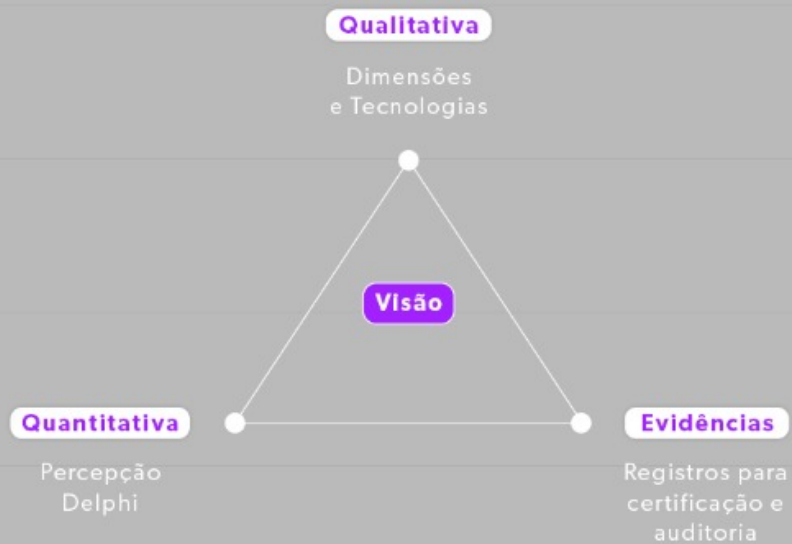 Qualitativa
Dimensões
e Tecnologias
Visão
Quantitativa
Percepção
Delphi
Evidências
Registros para
certificação e
auditoria